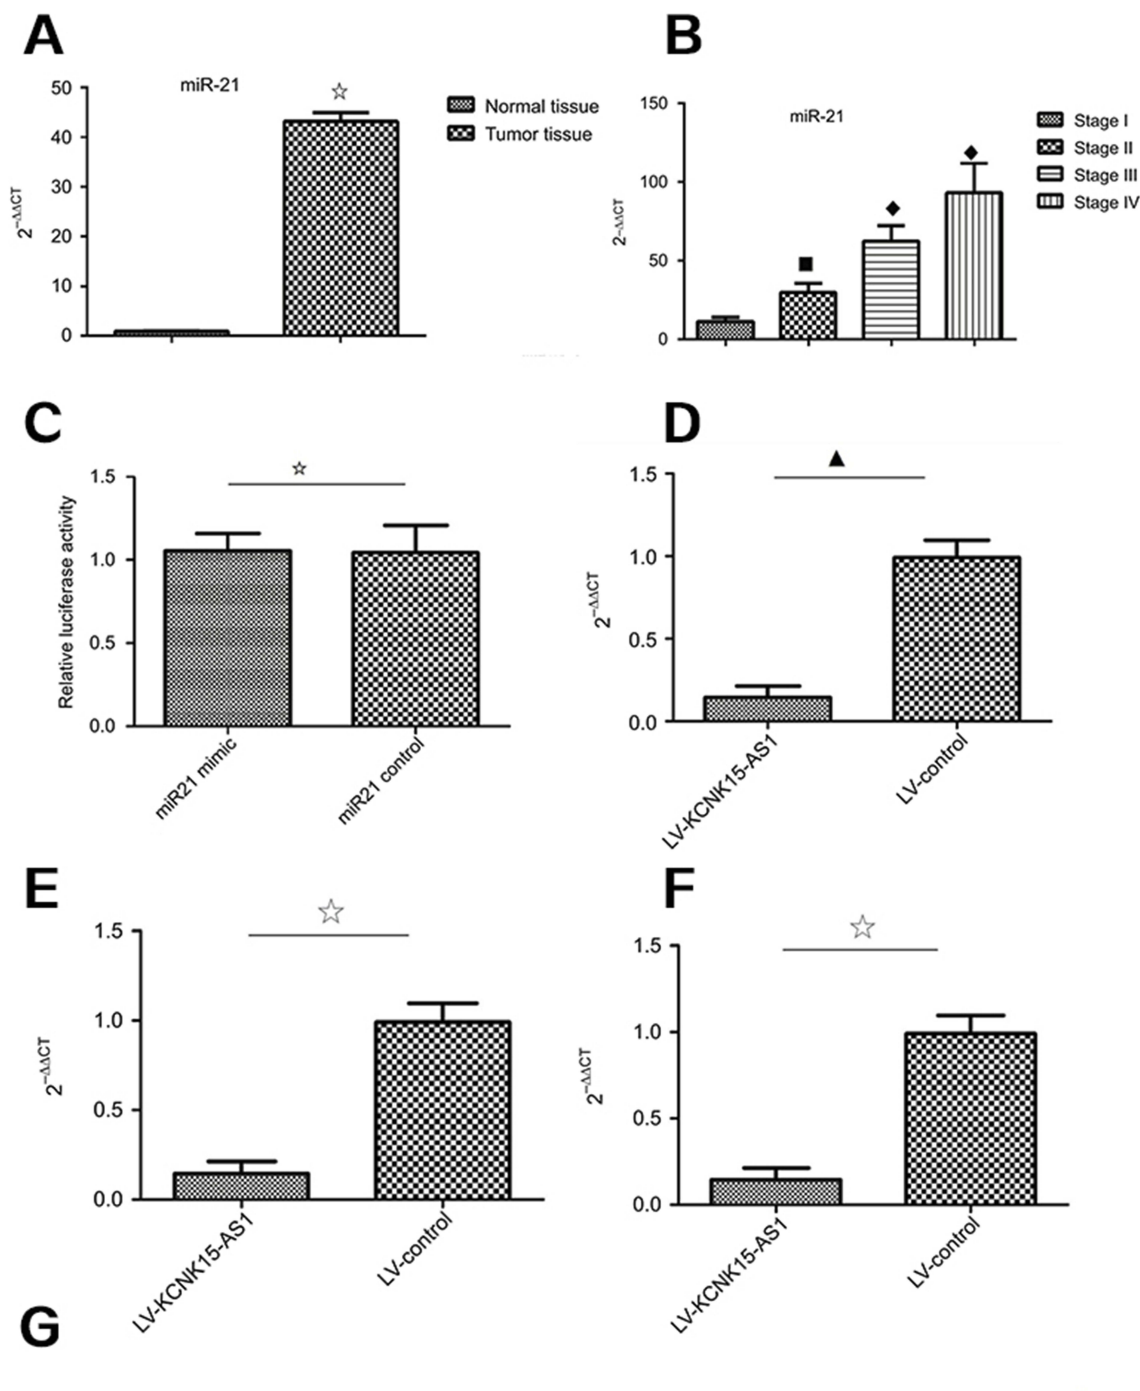 A
miR-21
50
40
30
20
10
0
2−ΔΔCT
Normal tissue
Tumor tissue
B
miR-21
150
100
50
0
2−ΔΔCT
Stage I
Stage II
Stage III
Stage IV
C
1.5
1.0
0.5
0.0
Relative luciferase activity
miR21 mimic
miR21 control
D
1.5
1.0
0.5
0.0
2−ΔΔCT
LV-KCNK15-AS1
LV-control
E
1.5
1.0
0.5
0.0
2−ΔΔCT
LV-KCNK15-AS1
LV-control
F
1.5
1.0
0.5
0.0
2−ΔΔCT
LV-KCNK15-AS1
LV-control
G